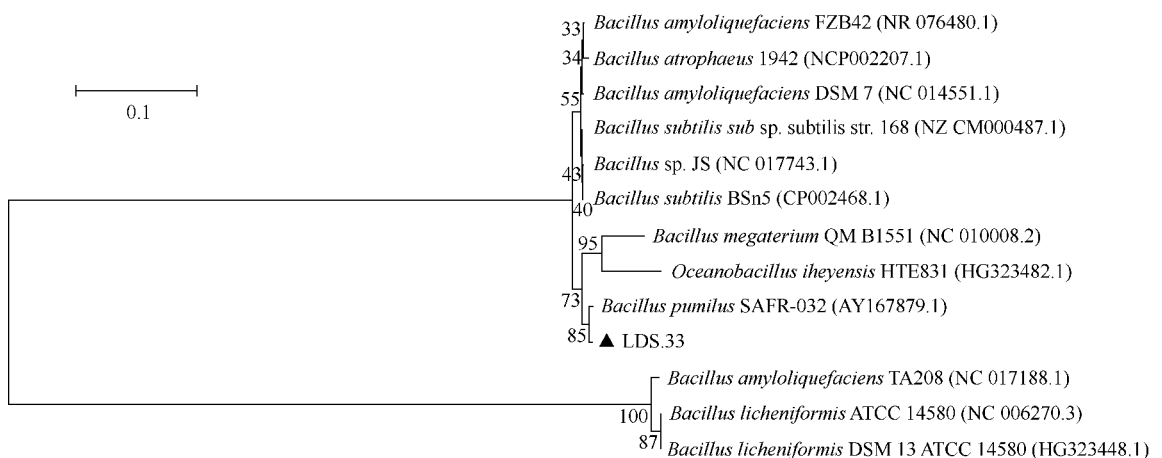 33
Bacillus amyloliquefaciens FZB42 (NR 076480.1)
34
Bacillus atrophaeus 1942 (NCP002207.1)
0.1
55
Bacillus amyloliquefaciens DSM 7 (NC 014551.1)
Bacillus subtilis sub sp. subtilis str. 168 (NZ CM000487.1)
43
Bacillus sp. JS (NC 017743.1)
40
Bacillus subtilis BSn5 (CP002468.1)
95
Bacillus megaterium QM B1551 (NC 010008.2)
Oceanobacillus iheyensis HTE831 (HG323482.1)
73
Bacillus pumilus SAFR-032 (AY167879.1)
85
▲ LDS.33
Bacillus amyloliquefaciens TA208 (NC 017188.1)
100
Bacillus licheniformis ATCC 14580 (NC 006270.3)
87
Bacillus licheniformis DSM 13 ATCC 14580 (HG323448.1)